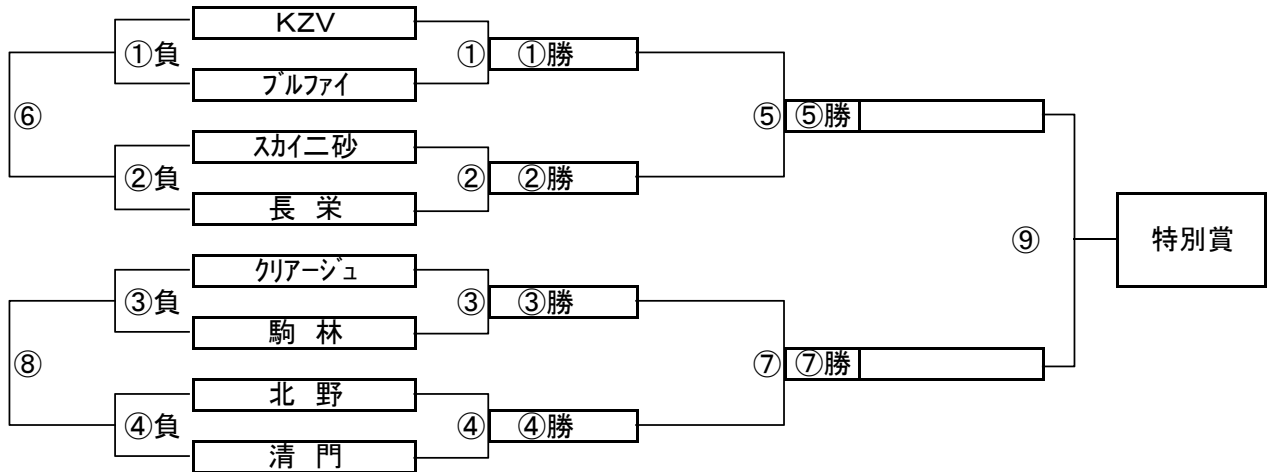 KZV
①負 ① ①勝
ﾌﾞﾙﾌｧｲ
⑥ ⑤ ⑤勝
ｽｶｲ二砂
②負 ② ②勝
長 栄
⑨ 特別賞
ｸﾘｱｰｼﾞｭ
③負 ③ ③勝
駒 林
⑧ ⑦ ⑦勝
北 野
④負 ④ ④勝
清 門